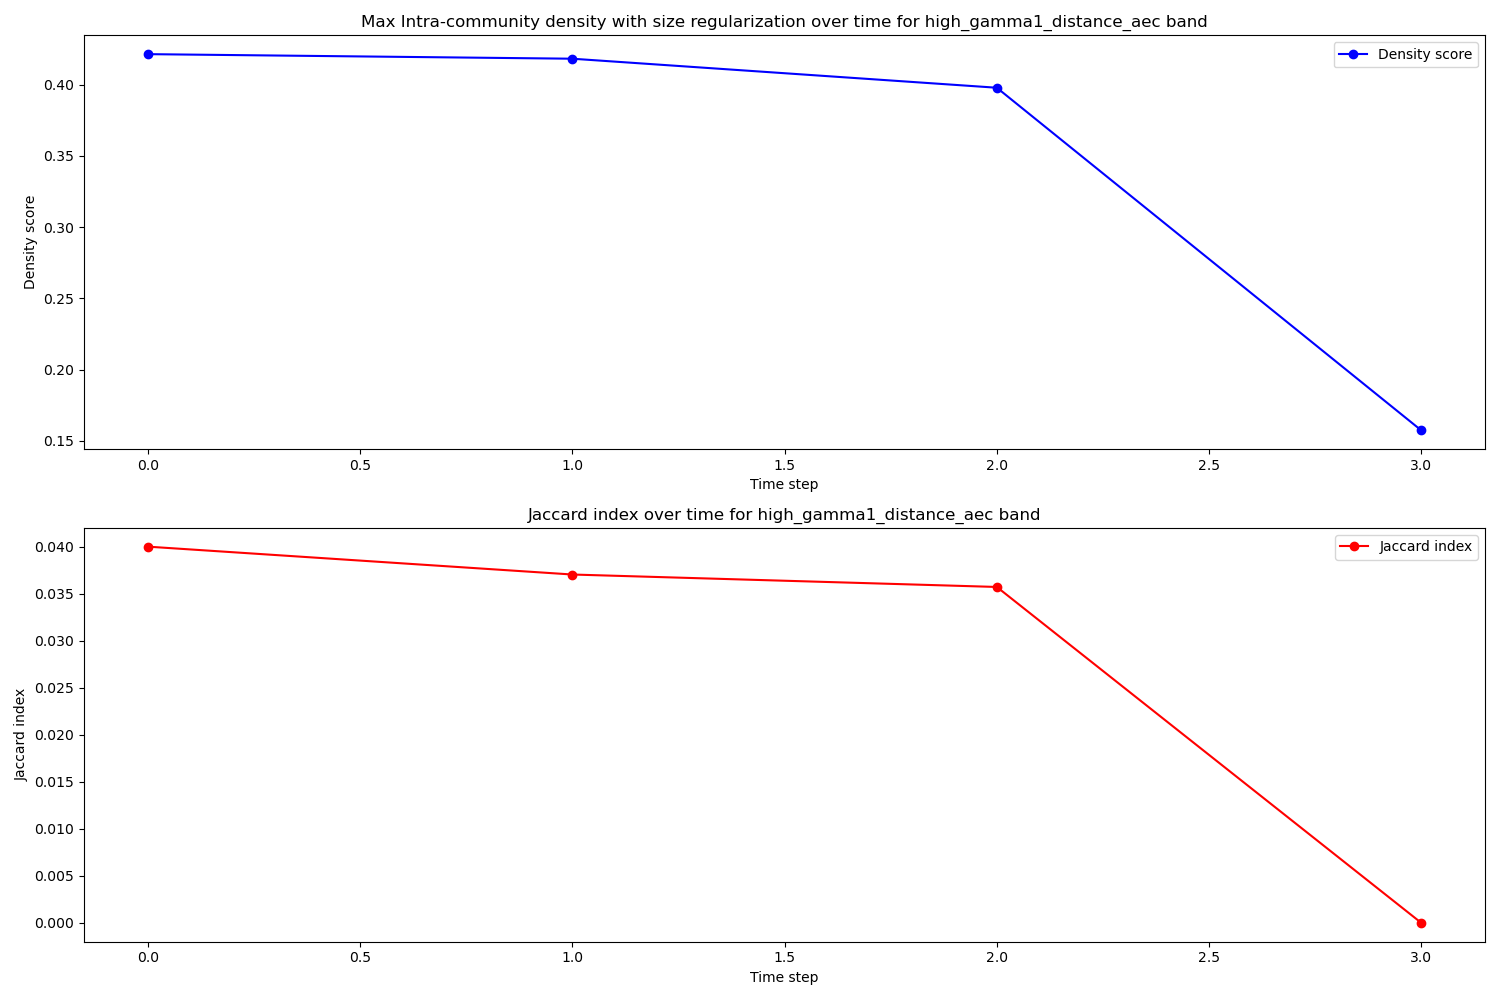 Max Intra-community density with size regularization over time for high_gamma1_distance_aec band
Density score
0.40
0.35
0.30
0.25
0.20
0.15
Density score
0.0 0.5 1.0 1.5 2.0 2.5 3.0
Time step
Jaccard index over time for high_gamma1_distance_aec band
Jaccard index
0.040
0.035
0.030
0.025
0.020
0.015
0.010
0.005
0.000
Jaccard index
0.0 0.5 1.0 1.5 2.0 2.5 3.0
Time step